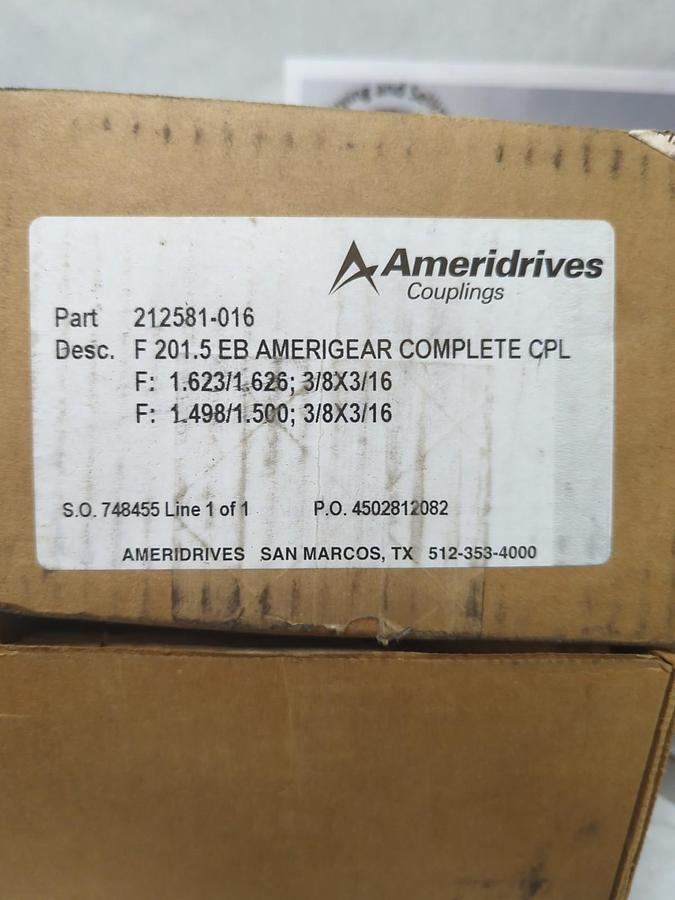 and Sell
Ameridrives
Couplings
Part 212581-016
Desc. F 201.5 EB AMERIGEAR COMPLETE CPL
F: 1.623/1.626; 3/8X3/16
F: 1.498/1.500; 3/8X3/16
S.O. 748455 Line 1 of 1 P.O. 4502812082
AMERIDRIVES SAN MARCOS, TX 512-353-4000